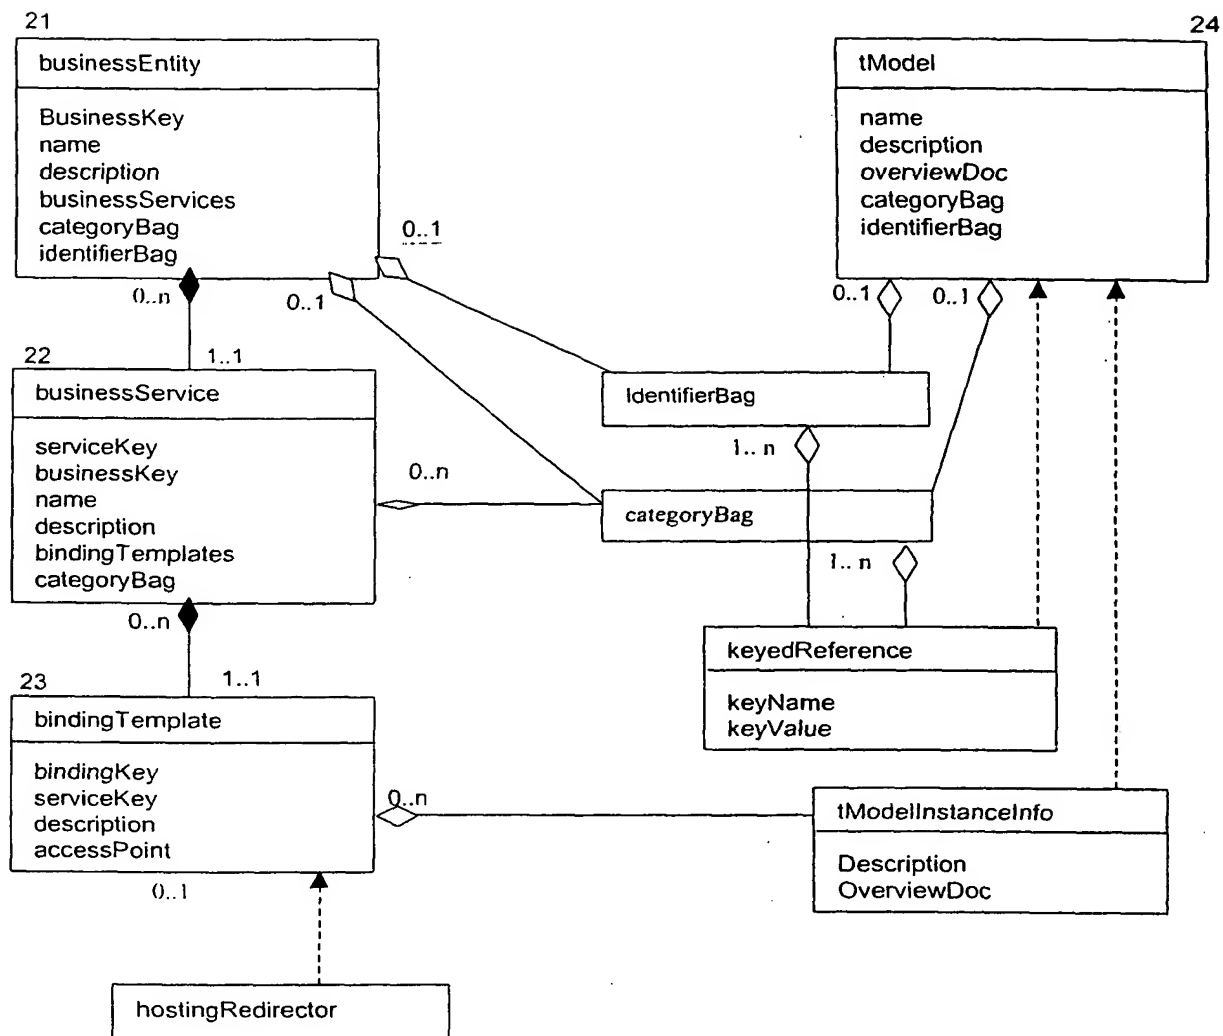 21
businessEntity
BusinessKey
name
description
businessServices
categoryBag
identifierBag
24
tModel
name
description
overviewDoc
categoryBag
identifierBag
0..1
0..n
0..1
0..1
0..1
1..1
22
businessService
serviceKey
businessKey
name
description
bindingTemplates
categoryBag
IdentifierBag
1.. n
0..n
categoryBag
1.. n
0..n
1..1
keyedReference
keyName
keyValue
23
bindingTemplate
bindingKey
serviceKey
description
accessPoint
0..n
tModelInstanceInfo
Description
OverviewDoc
0..1
hostingRedirector